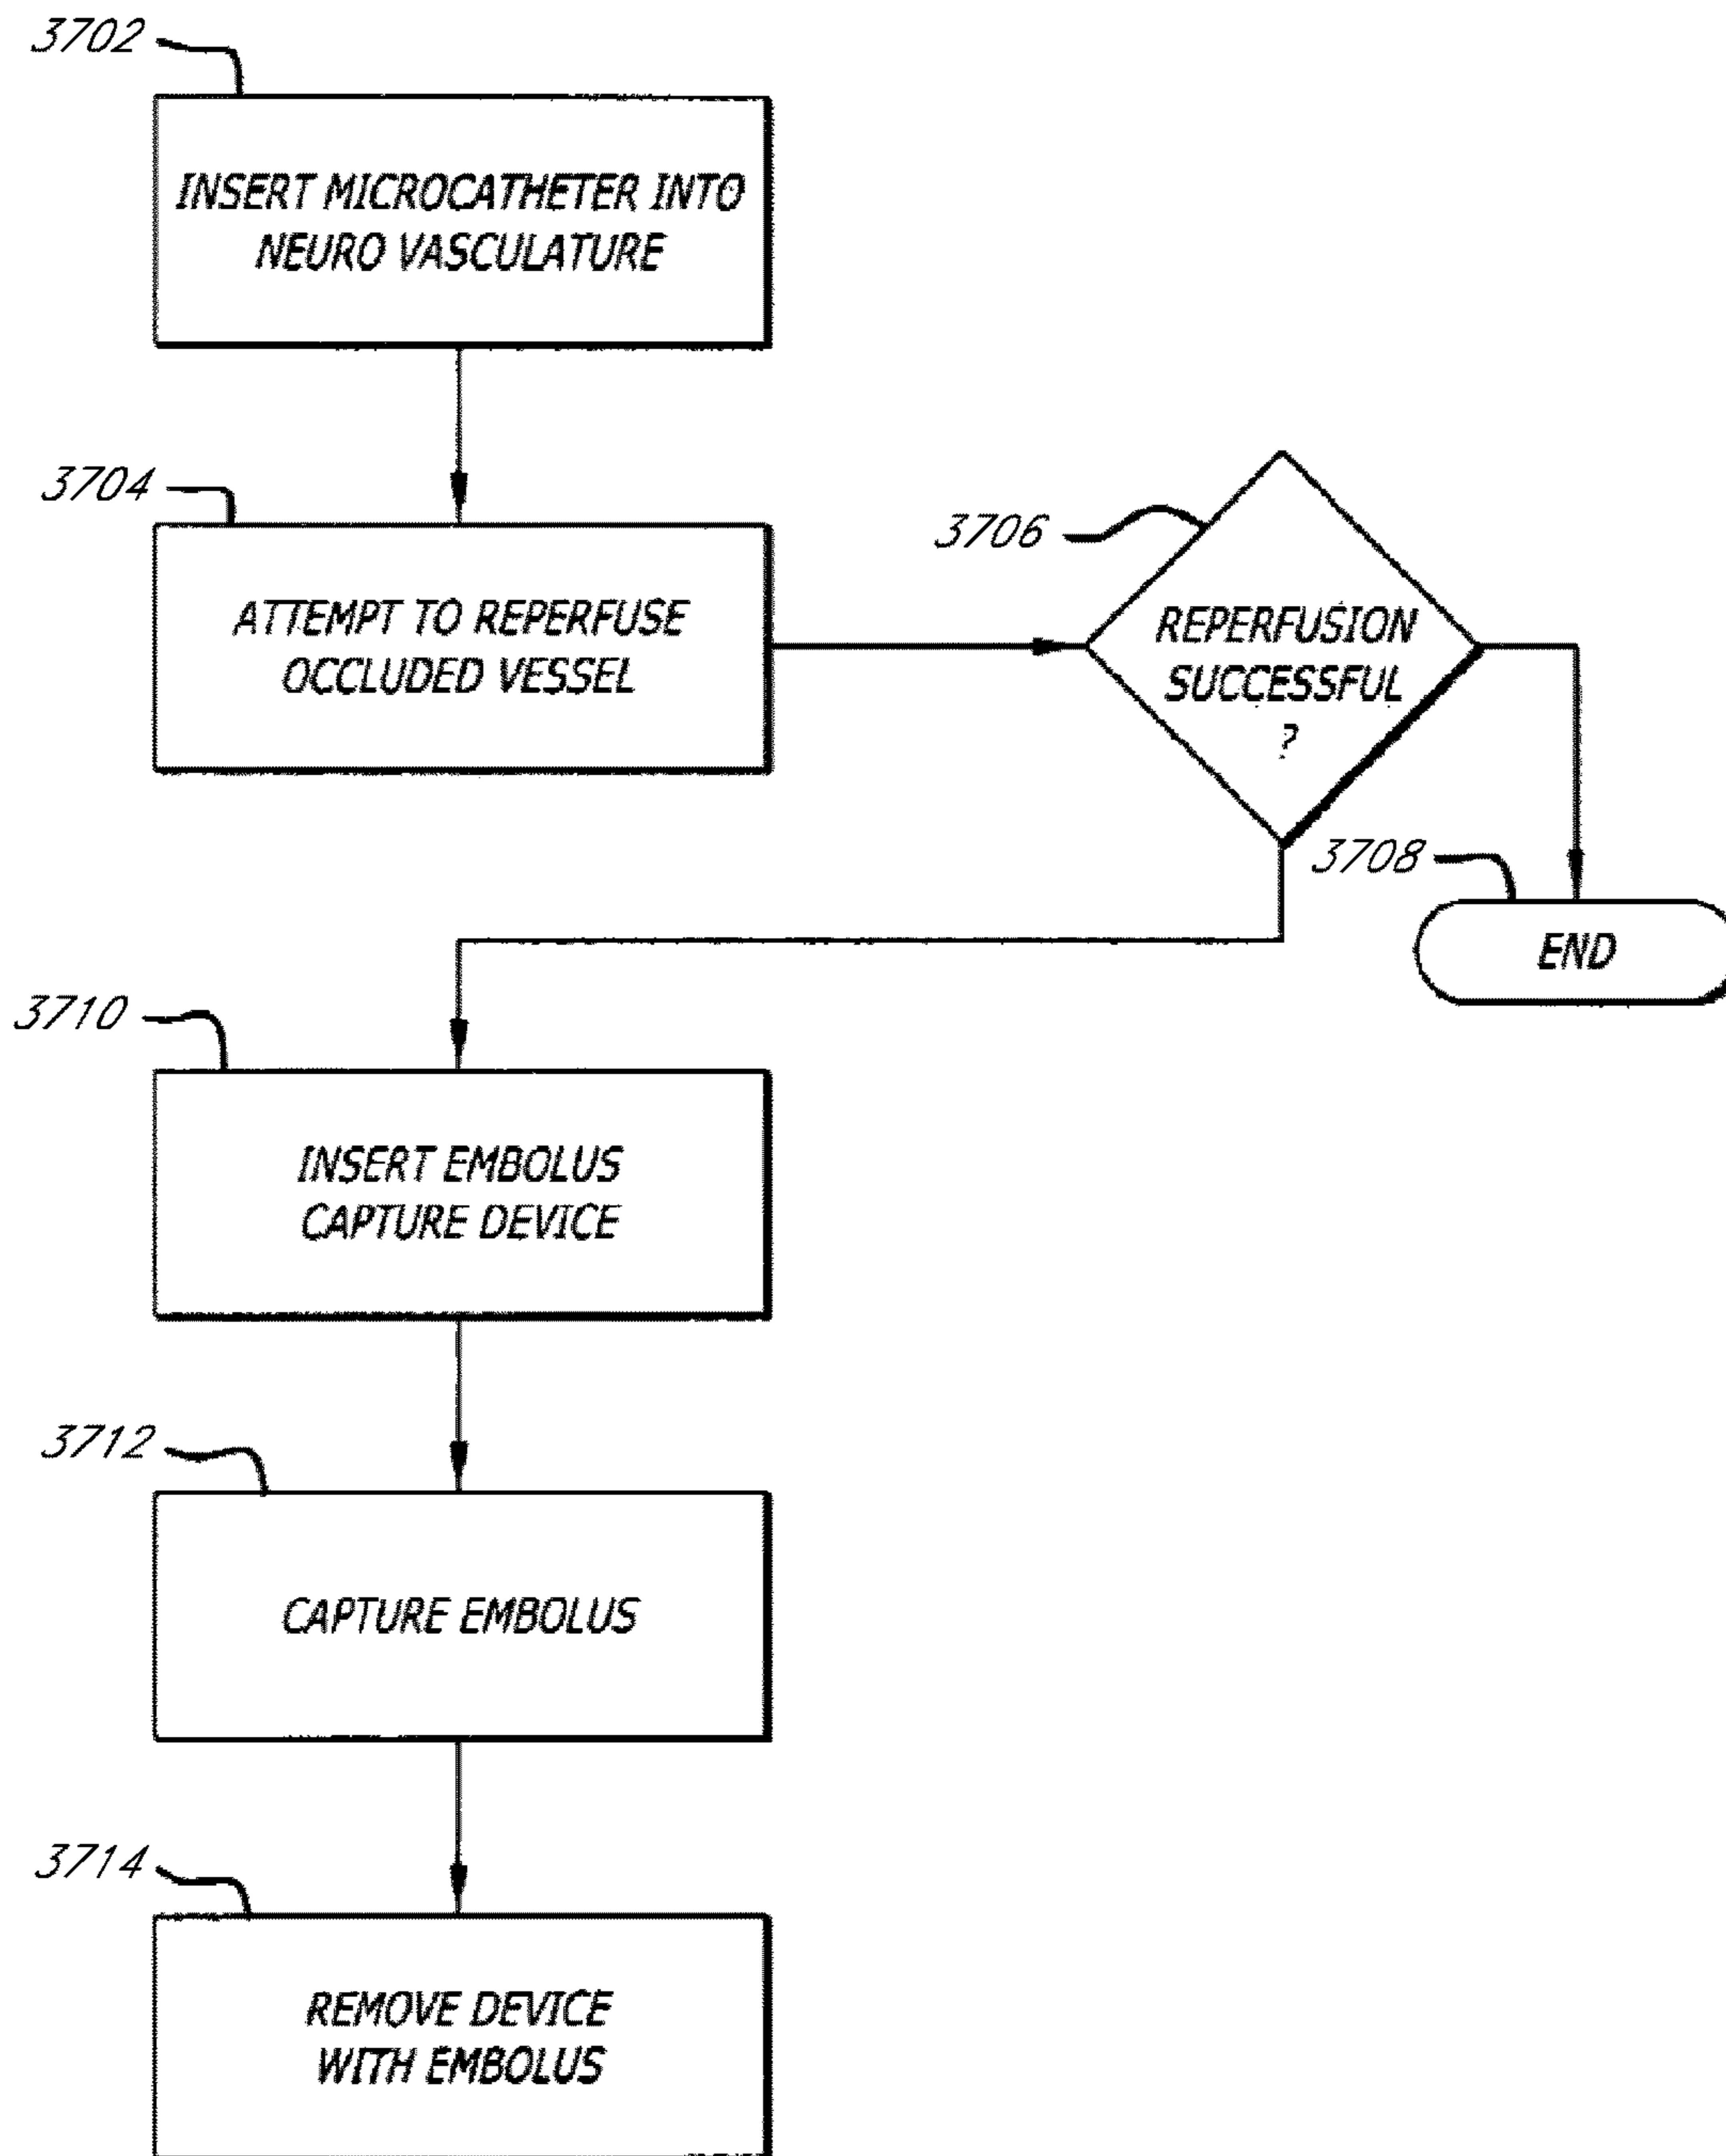 3702
INSERT MICROCATHETER INTO
NEURO VASCULATURE
3704
ATTEMPT TO REPERFUSE
OCCLUDED VESSEL
3706
REPERFUSION
SUCCESSFUL
?
3708
END
3710
INSERT EMBOLUS
CAPTURE DEVICE
3712
CAPTURE EMBOLUS
3714
REMOVE DEVICE
WITH EMBOLUS